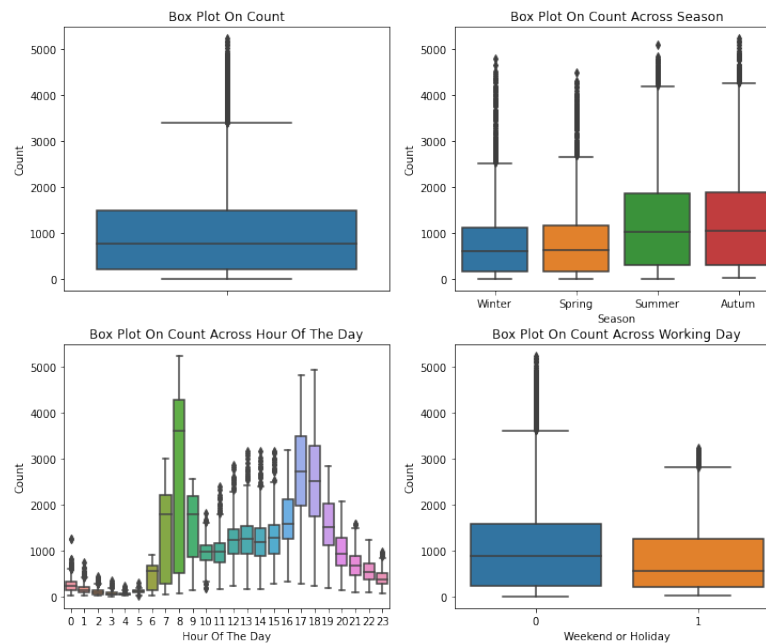 Box Plot On Count
5000
4000
3000
2000
1000
0
Count
Box Plot On Count Across Season
5000
4000
3000
2000
1000
0
Count
Winter Spring Summer Autum
Season
Box Plot On Count Across Hour Of The Day
5000
4000
3000
2000
1000
0
Count
0 1 2 3 4 5 6 7 8 9 10 11 12 13 14 15 16 17 18 19 20 21 22 23
Hour Of The Day
Box Plot On Count Across Working Day
5000
4000
3000
2000
1000
0
Count
0 1
Weekend or Holiday